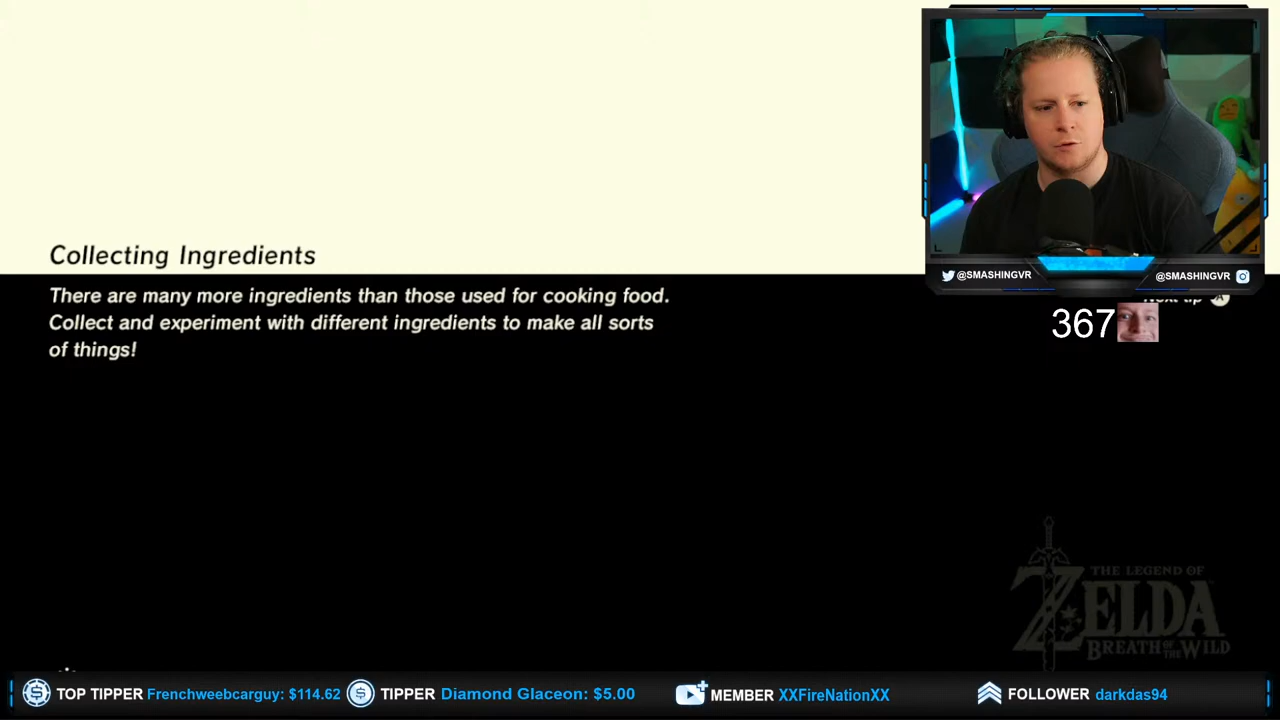 Collecting Ingredients
There are many more ingredients than those used for cooking food.
Collect and experiment with different ingredients to make all sorts
of things!
@SMASHINGVR
@SMASHINGVR
Next tip A
367
THE LEGEND OF
ZELDA
BREATH OF THE WILD
TOP TIPPER Frenchweebcarguy: $114.62 TIPPER Diamond Glaceon: $5.00 MEMBER XXFireNationXX FOLLOWER darkdas94